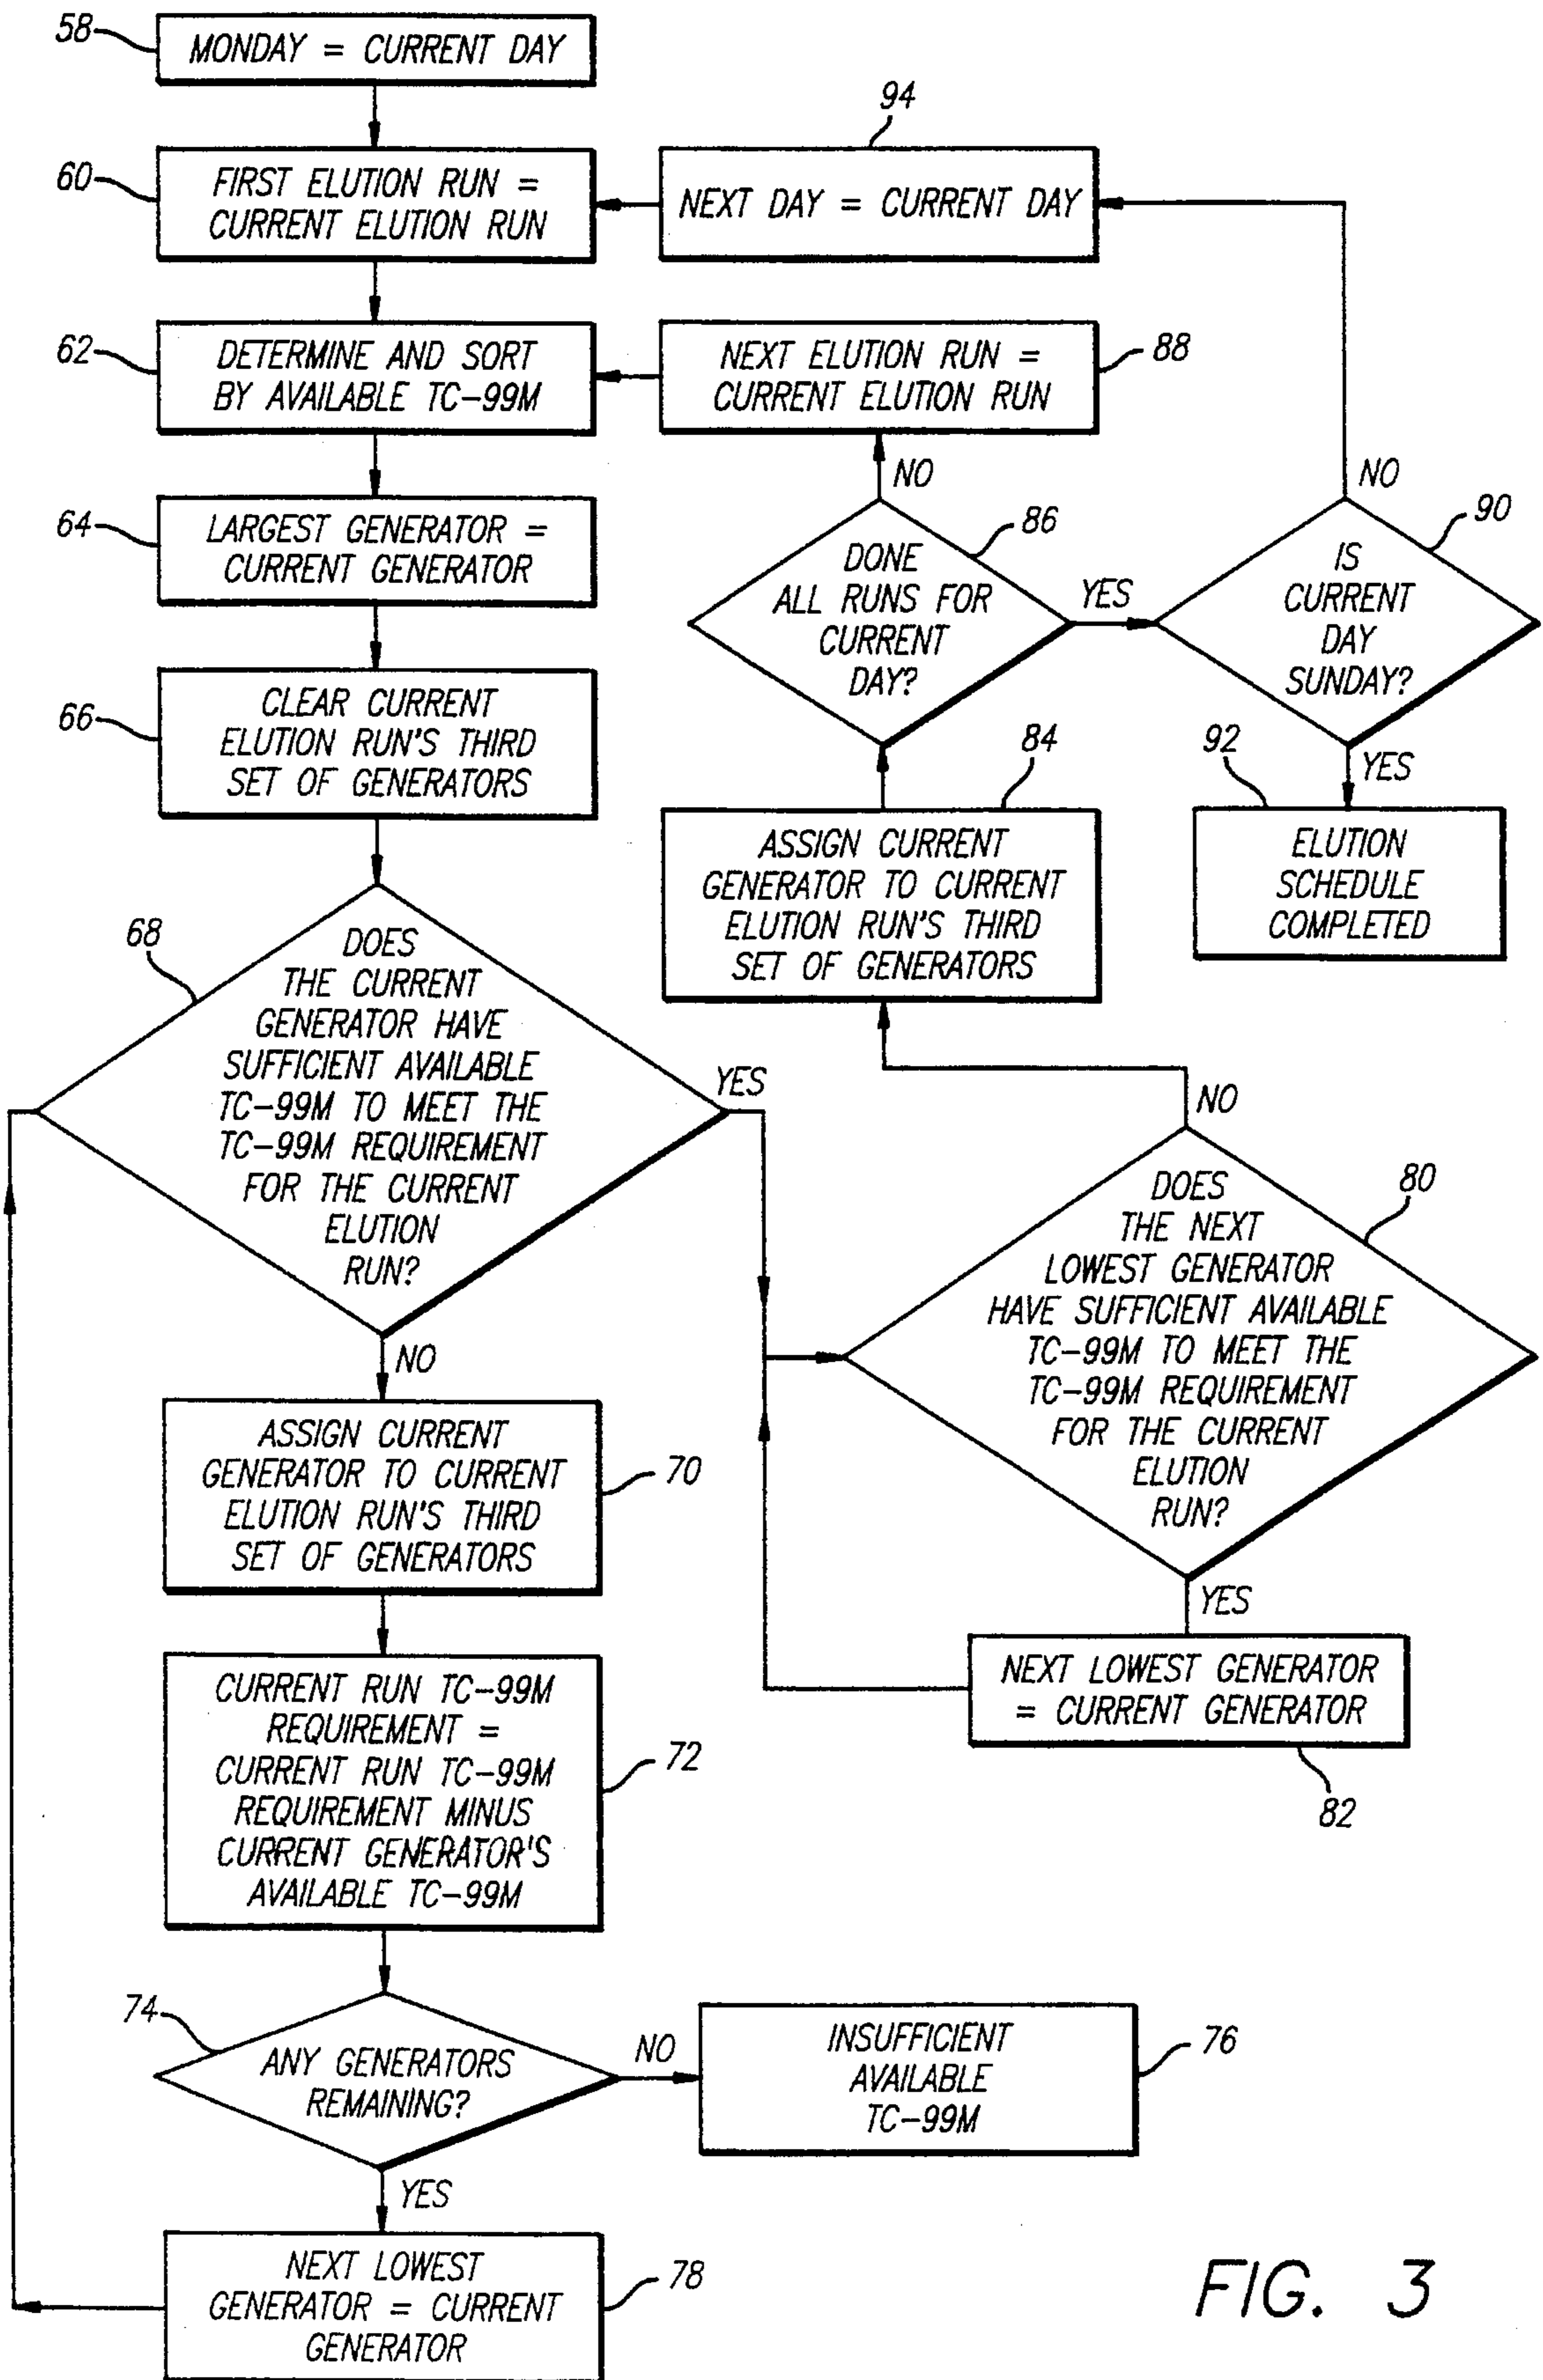 58
MONDAY = CURRENT DAY
94
60
FIRST ELUTION RUN =
CURRENT ELUTION RUN
NEXT DAY = CURRENT DAY
62
DETERMINE AND SORT
BY AVAILABLE TC-99M
NEXT ELUTION RUN =
CURRENT ELUTION RUN
88
NO
NO
64
LARGEST GENERATOR =
CURRENT GENERATOR
86
DONE
ALL RUNS FOR
CURRENT
DAY?
YES
90
IS
CURRENT
DAY
SUNDAY?
66
CLEAR CURRENT
ELUTION RUN'S THIRD
SET OF GENERATORS
84
92
YES
ASSIGN CURRENT
GENERATOR TO CURRENT
ELUTION RUN'S THIRD
SET OF GENERATORS
ELUTION
SCHEDULE
COMPLETED
68
DOES
THE CURRENT
GENERATOR HAVE
SUFFICIENT AVAILABLE
TC-99M TO MEET THE
TC-99M REQUIREMENT
FOR THE CURRENT
ELUTION
RUN?
YES
NO
80
DOES
THE NEXT
LOWEST GENERATOR
HAVE SUFFICIENT AVAILABLE
TC-99M TO MEET THE
TC-99M REQUIREMENT
FOR THE CURRENT
ELUTION
RUN?
NO
ASSIGN CURRENT
GENERATOR TO CURRENT
ELUTION RUN'S THIRD
SET OF GENERATORS
70
YES
NEXT LOWEST GENERATOR
= CURRENT GENERATOR
82
CURRENT RUN TC-99M
REQUIREMENT =
CURRENT RUN TC-99M
REQUIREMENT MINUS
CURRENT GENERATOR'S
AVAILABLE TC-99M
72
74
ANY GENERATORS
REMAINING?
NO
INSUFFICIENT
AVAILABLE
TC-99M
76
YES
NEXT LOWEST
GENERATOR = CURRENT
GENERATOR
78
FIG. 3